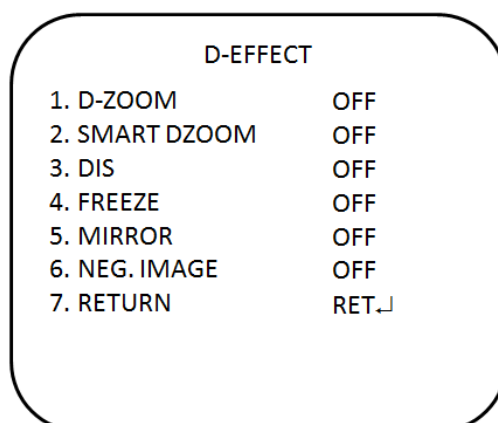 D-EFFECT
1. D-ZOOM OFF
2. SMART DZOOM OFF
3. DIS OFF
4. FREEZE OFF
5. MIRROR OFF
6. NEG. IMAGE OFF
7. RETURN RET↵